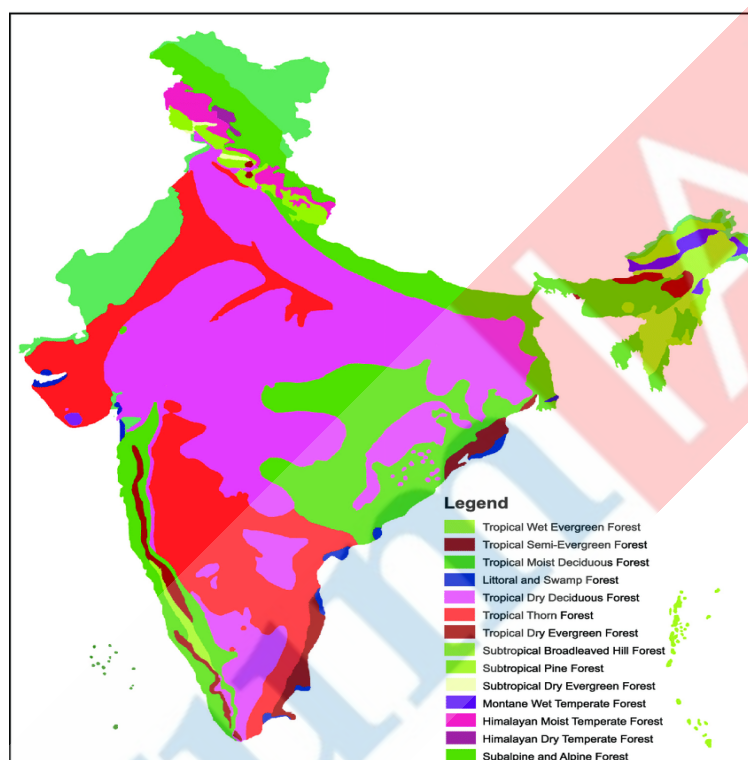 Legend
Tropical Wet Evergreen Forest
Tropical Semi-Evergreen Forest
Tropical Moist Deciduous Forest
Littoral and Swamp Forest
Tropical Dry Deciduous Forest
Tropical Thorn Forest
Tropical Dry Evergreen Forest
Subtropical Broadleaved Hill Forest
Subtropical Pine Forest
Subtropical Dry Evergreen Forest
Montane Wet Temperate Forest
Himalayan Moist Temperate Forest
Himalayan Dry Temperate Forest
Subalpine and Alpine Forest